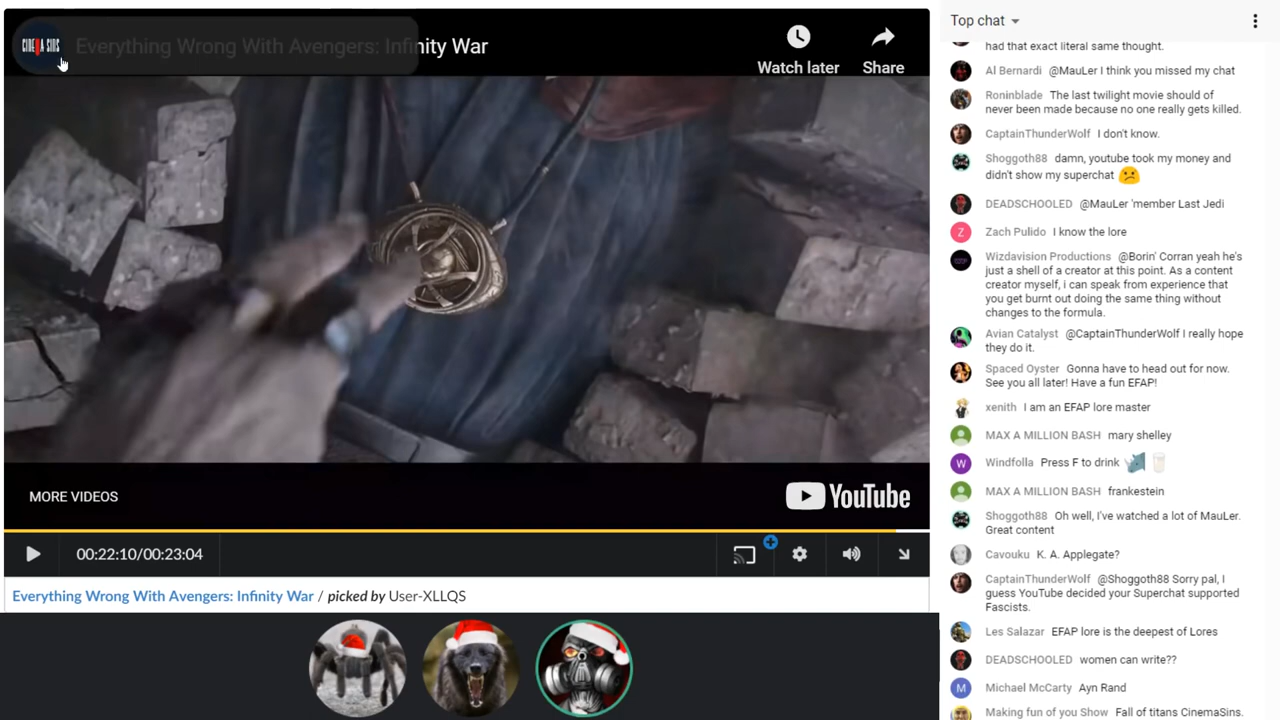 CINEMA SINS
Everything Wrong With Avengers: Infinity War
Watch later
Share
MORE VIDEOS
YouTube
00:22:10/00:23:04
Everything Wrong With Avengers: Infinity War / picked by User-XLLQS
Top chat
had that exact literal same thought.
Al Bernardi @MauLer I think you missed my chat
Roninblade The last twilight movie should of
never been made because no one really gets killed.
CaptainThunderWolf I don't know.
Shoggoth88 damn, youtube took my money and
didn't show my superchat
DEADSCHOOLED @MauLer 'member Last Jedi
Z
Zach Pulido I know the lore
Wizdavision Productions @Borin' Corran yeah he's
just a shell of a creator at this point. As a content
creator myself, i can speak from experience that
you get burnt out doing the same thing without
changes to the formula.
Avian Catalyst @CaptainThunderWolf I really hope
they do it.
Spaced Oyster Gonna have to head out for now.
See you all later! Have a fun EFAP!
xenith I am an EFAP lore master
MAX A MILLION BASH mary shelley
W
Windfolla Press F to drink
MAX A MILLION BASH frankestein
Shoggoth88 Oh well, I've watched a lot of MauLer.
Great content
Cavouku K. A. Applegate?
CaptainThunderWolf @Shoggoth88 Sorry pal, I
guess YouTube decided your Superchat supported
Fascists.
Les Salazar EFAP lore is the deepest of Lores
DEADSCHOOLED women can write??
M
Michael McCarty Ayn Rand
Making fun of you Show Fall of titans CinemaSins.